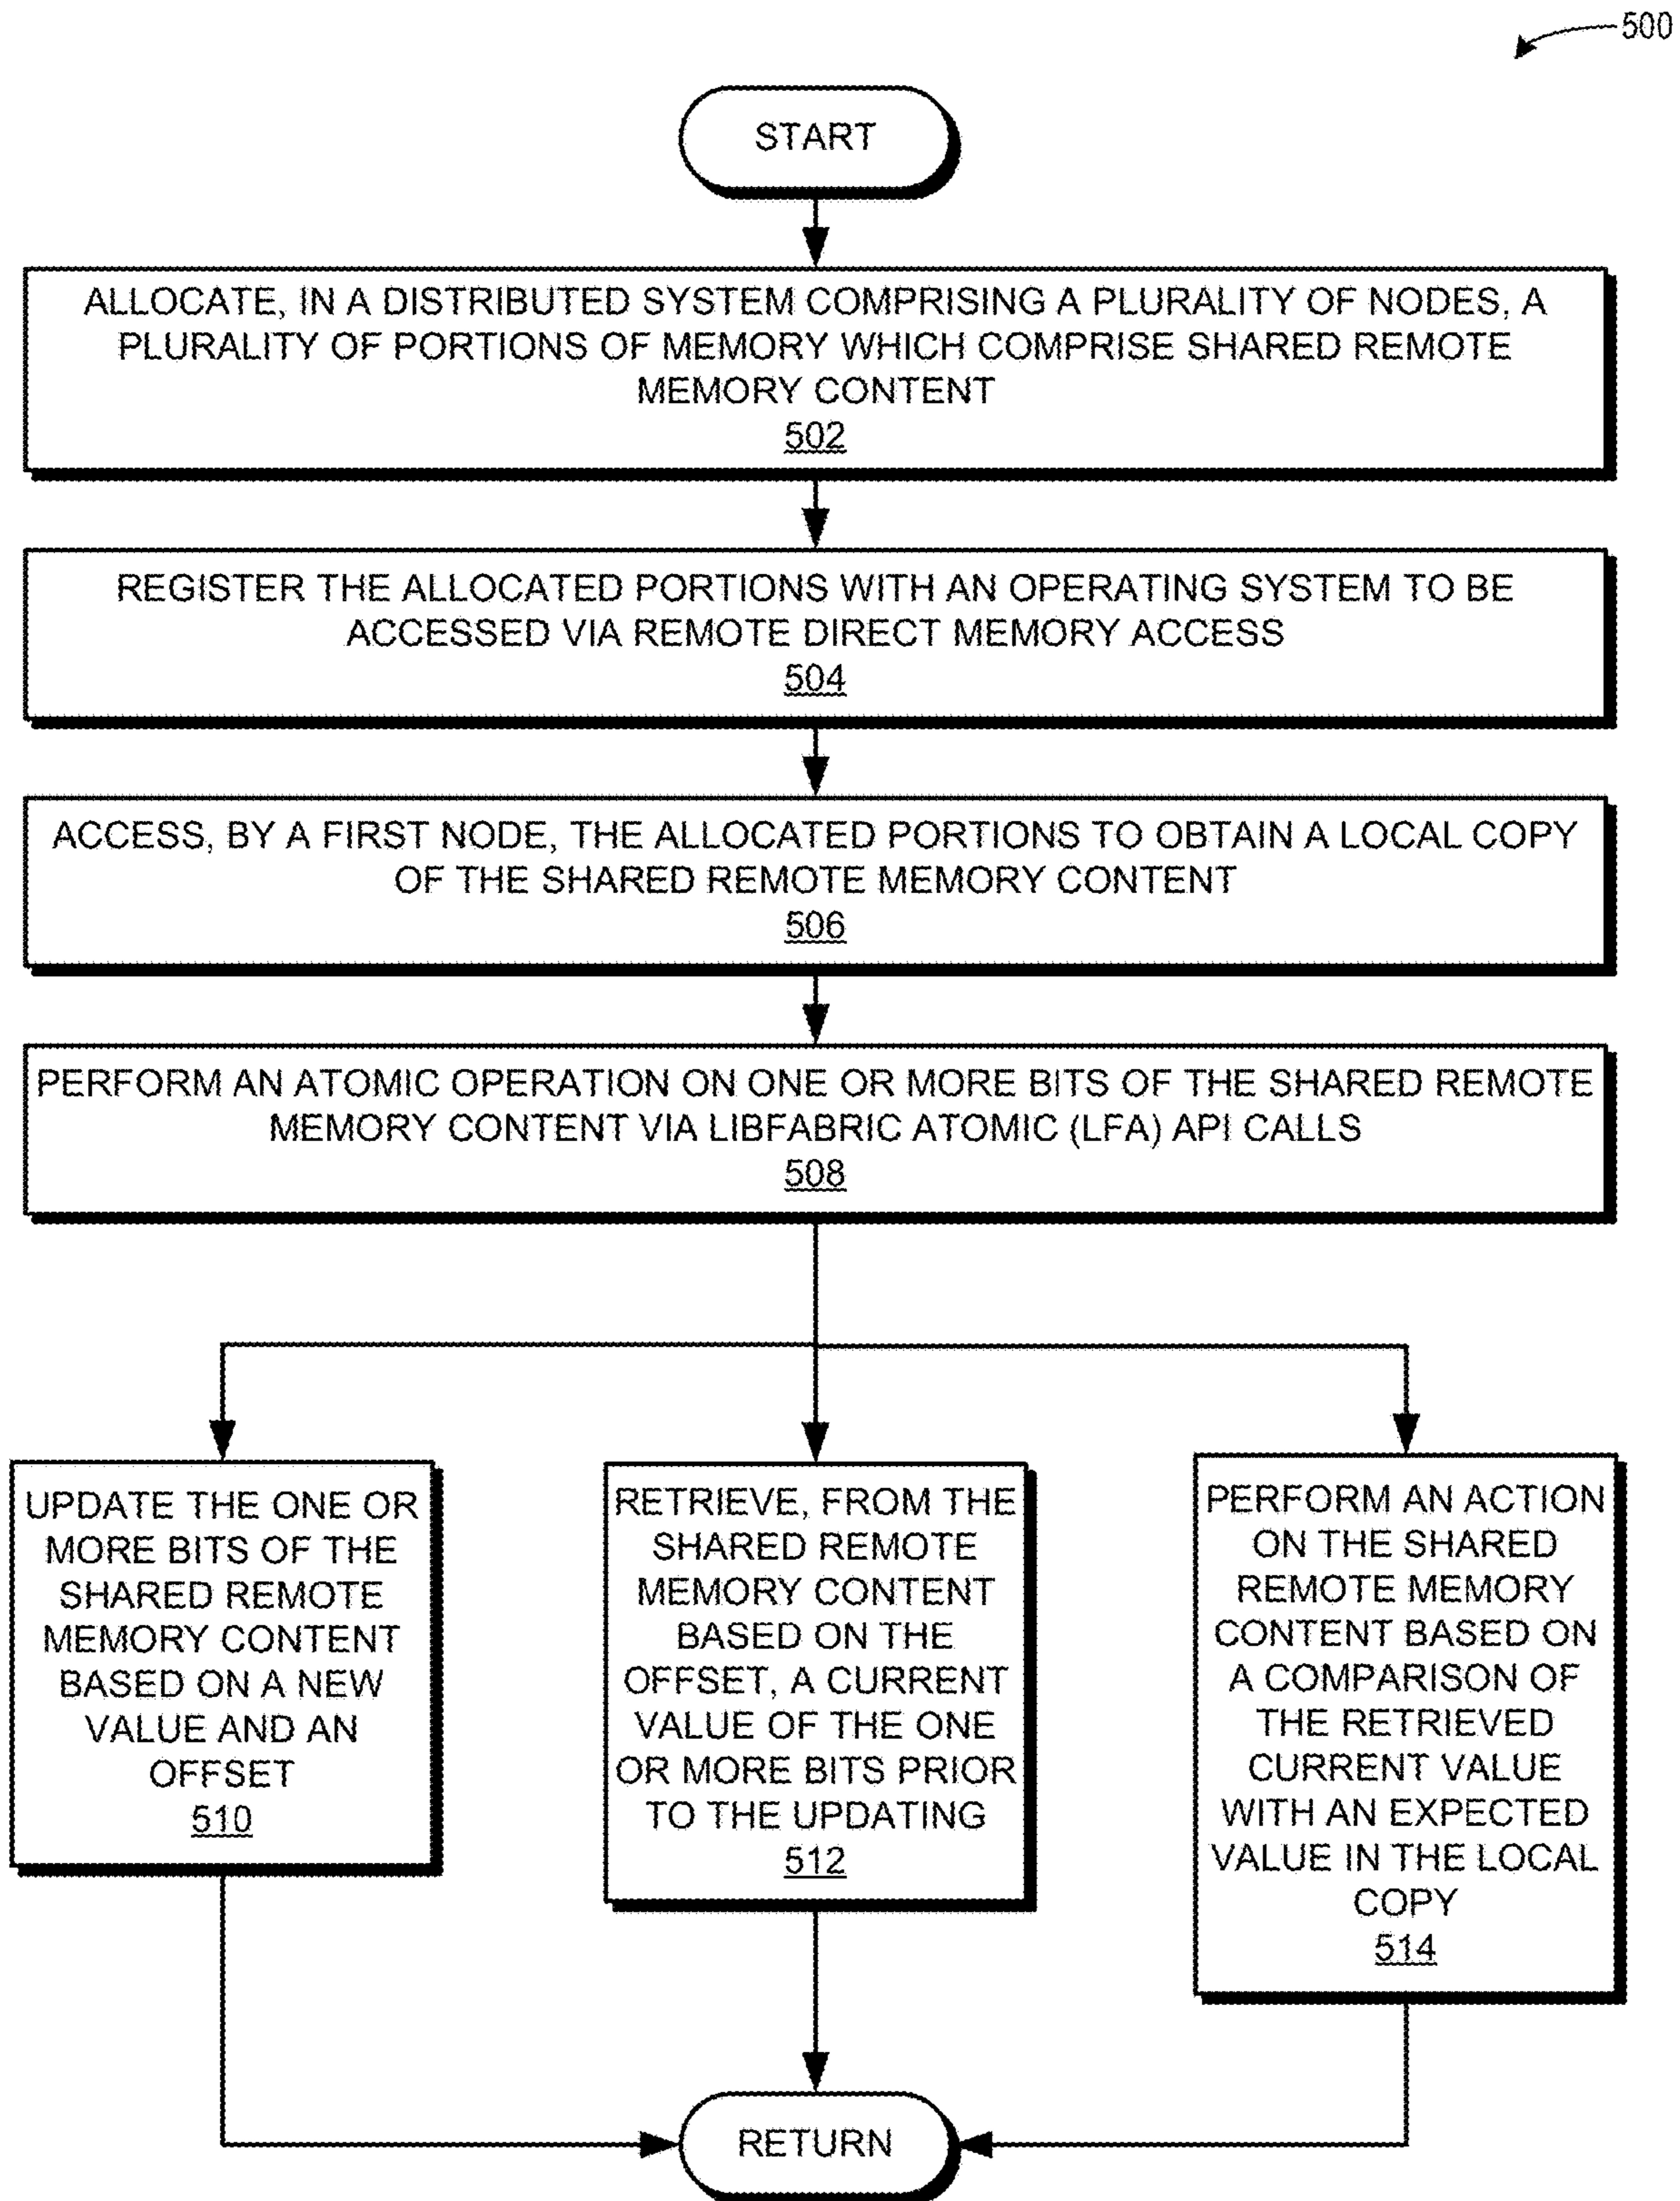 500
START
ALLOCATE, IN A DISTRIBUTED SYSTEM COMPRISING A PLURALITY OF NODES, A
PLURALITY OF PORTIONS OF MEMORY WHICH COMPRISE SHARED REMOTE
MEMORY CONTENT
502
REGISTER THE ALLOCATED PORTIONS WITH AN OPERATING SYSTEM TO BE
ACCESSED VIA REMOTE DIRECT MEMORY ACCESS
504
ACCESS, BY A FIRST NODE, THE ALLOCATED PORTIONS TO OBTAIN A LOCAL COPY
OF THE SHARED REMOTE MEMORY CONTENT
506
PERFORM AN ATOMIC OPERATION ON ONE OR MORE BITS OF THE SHARED REMOTE
MEMORY CONTENT VIA LIBFABRIC ATOMIC (LFA) API CALLS
508
UPDATE THE ONE OR
MORE BITS OF THE
SHARED REMOTE
MEMORY CONTENT
BASED ON A NEW
VALUE AND AN
OFFSET
510
RETRIEVE, FROM THE
SHARED REMOTE
MEMORY CONTENT
BASED ON THE
OFFSET, A CURRENT
VALUE OF THE ONE
OR MORE BITS PRIOR
TO THE UPDATING
512
PERFORM AN ACTION
ON THE SHARED
REMOTE MEMORY
CONTENT BASED ON
A COMPARISON OF
THE RETRIEVED
CURRENT VALUE
WITH AN EXPECTED
VALUE IN THE LOCAL
COPY
514
RETURN